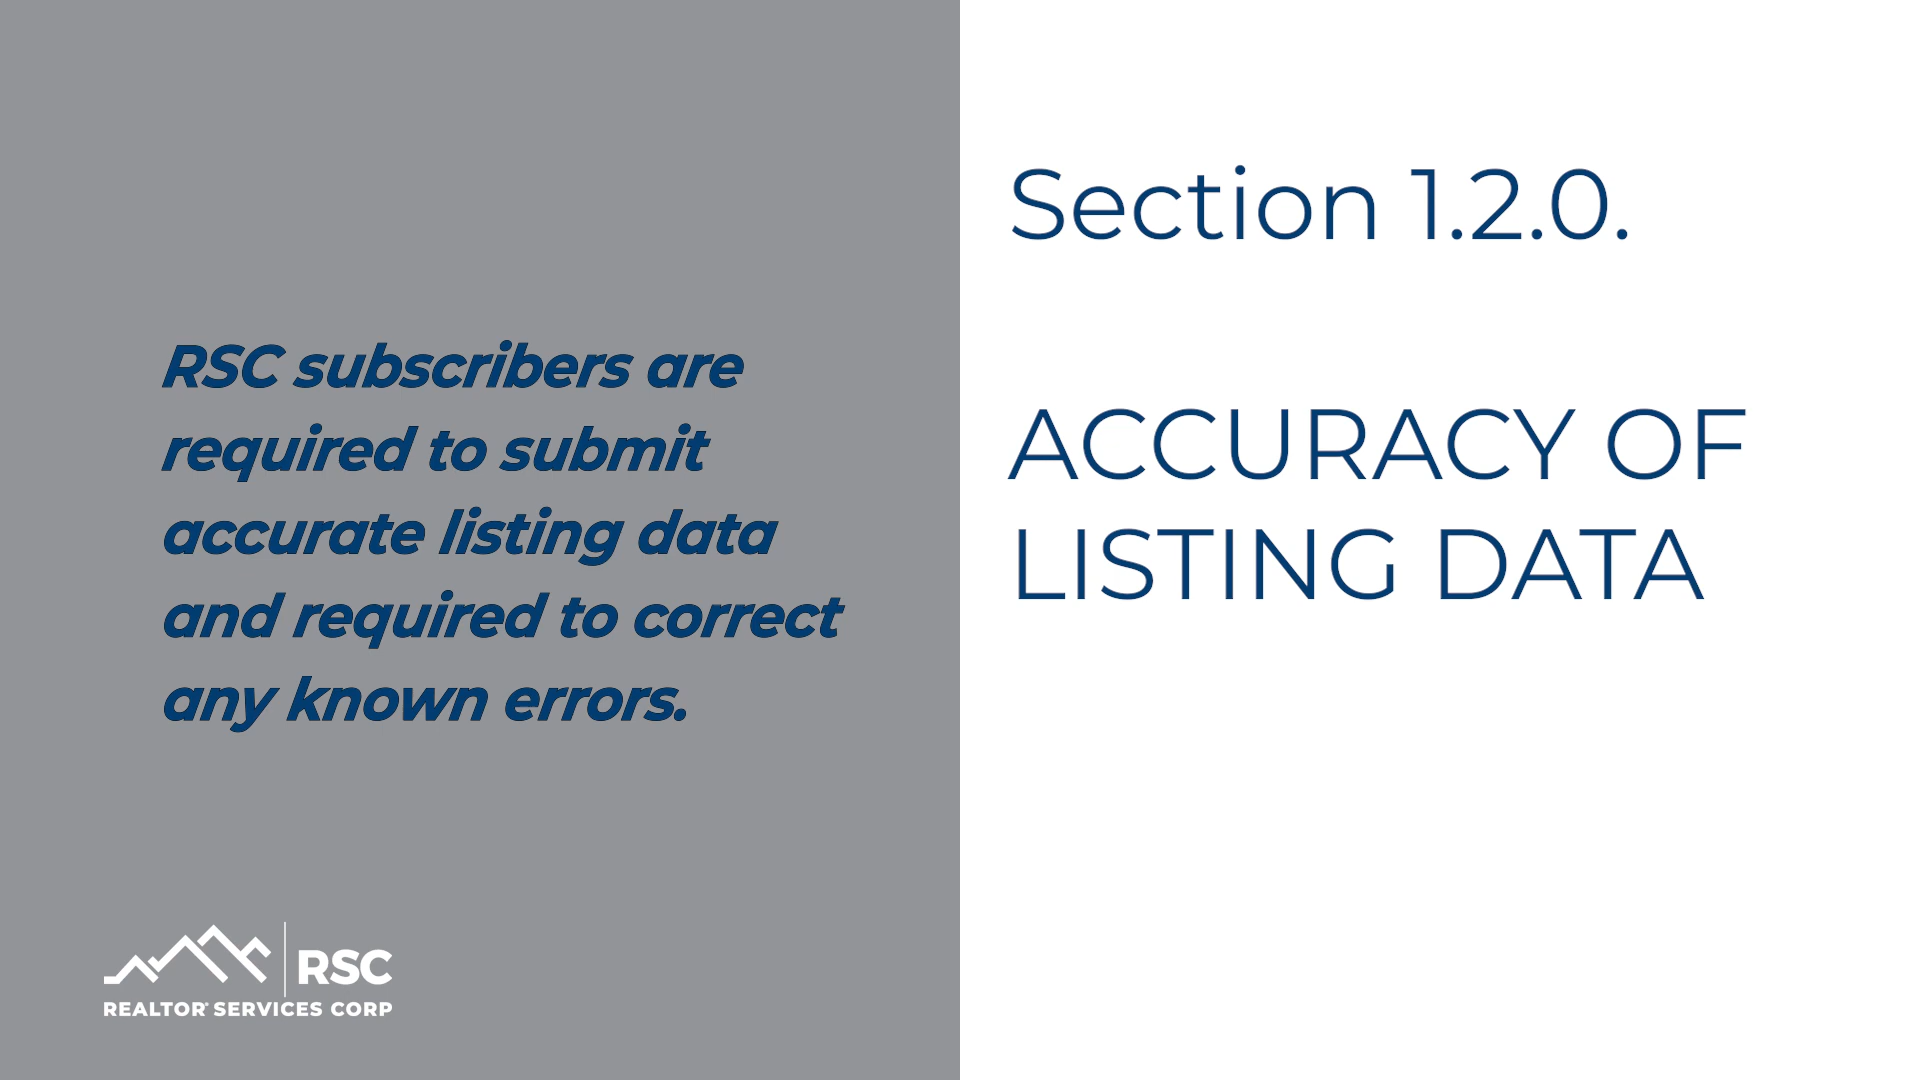 RSC subscribers are
required to submit
accurate listing data
and required to correct
any known errors.
RSC
REALTOR® SERVICES CORP
Section 1.2.0.
ACCURACY OF
LISTING DATA